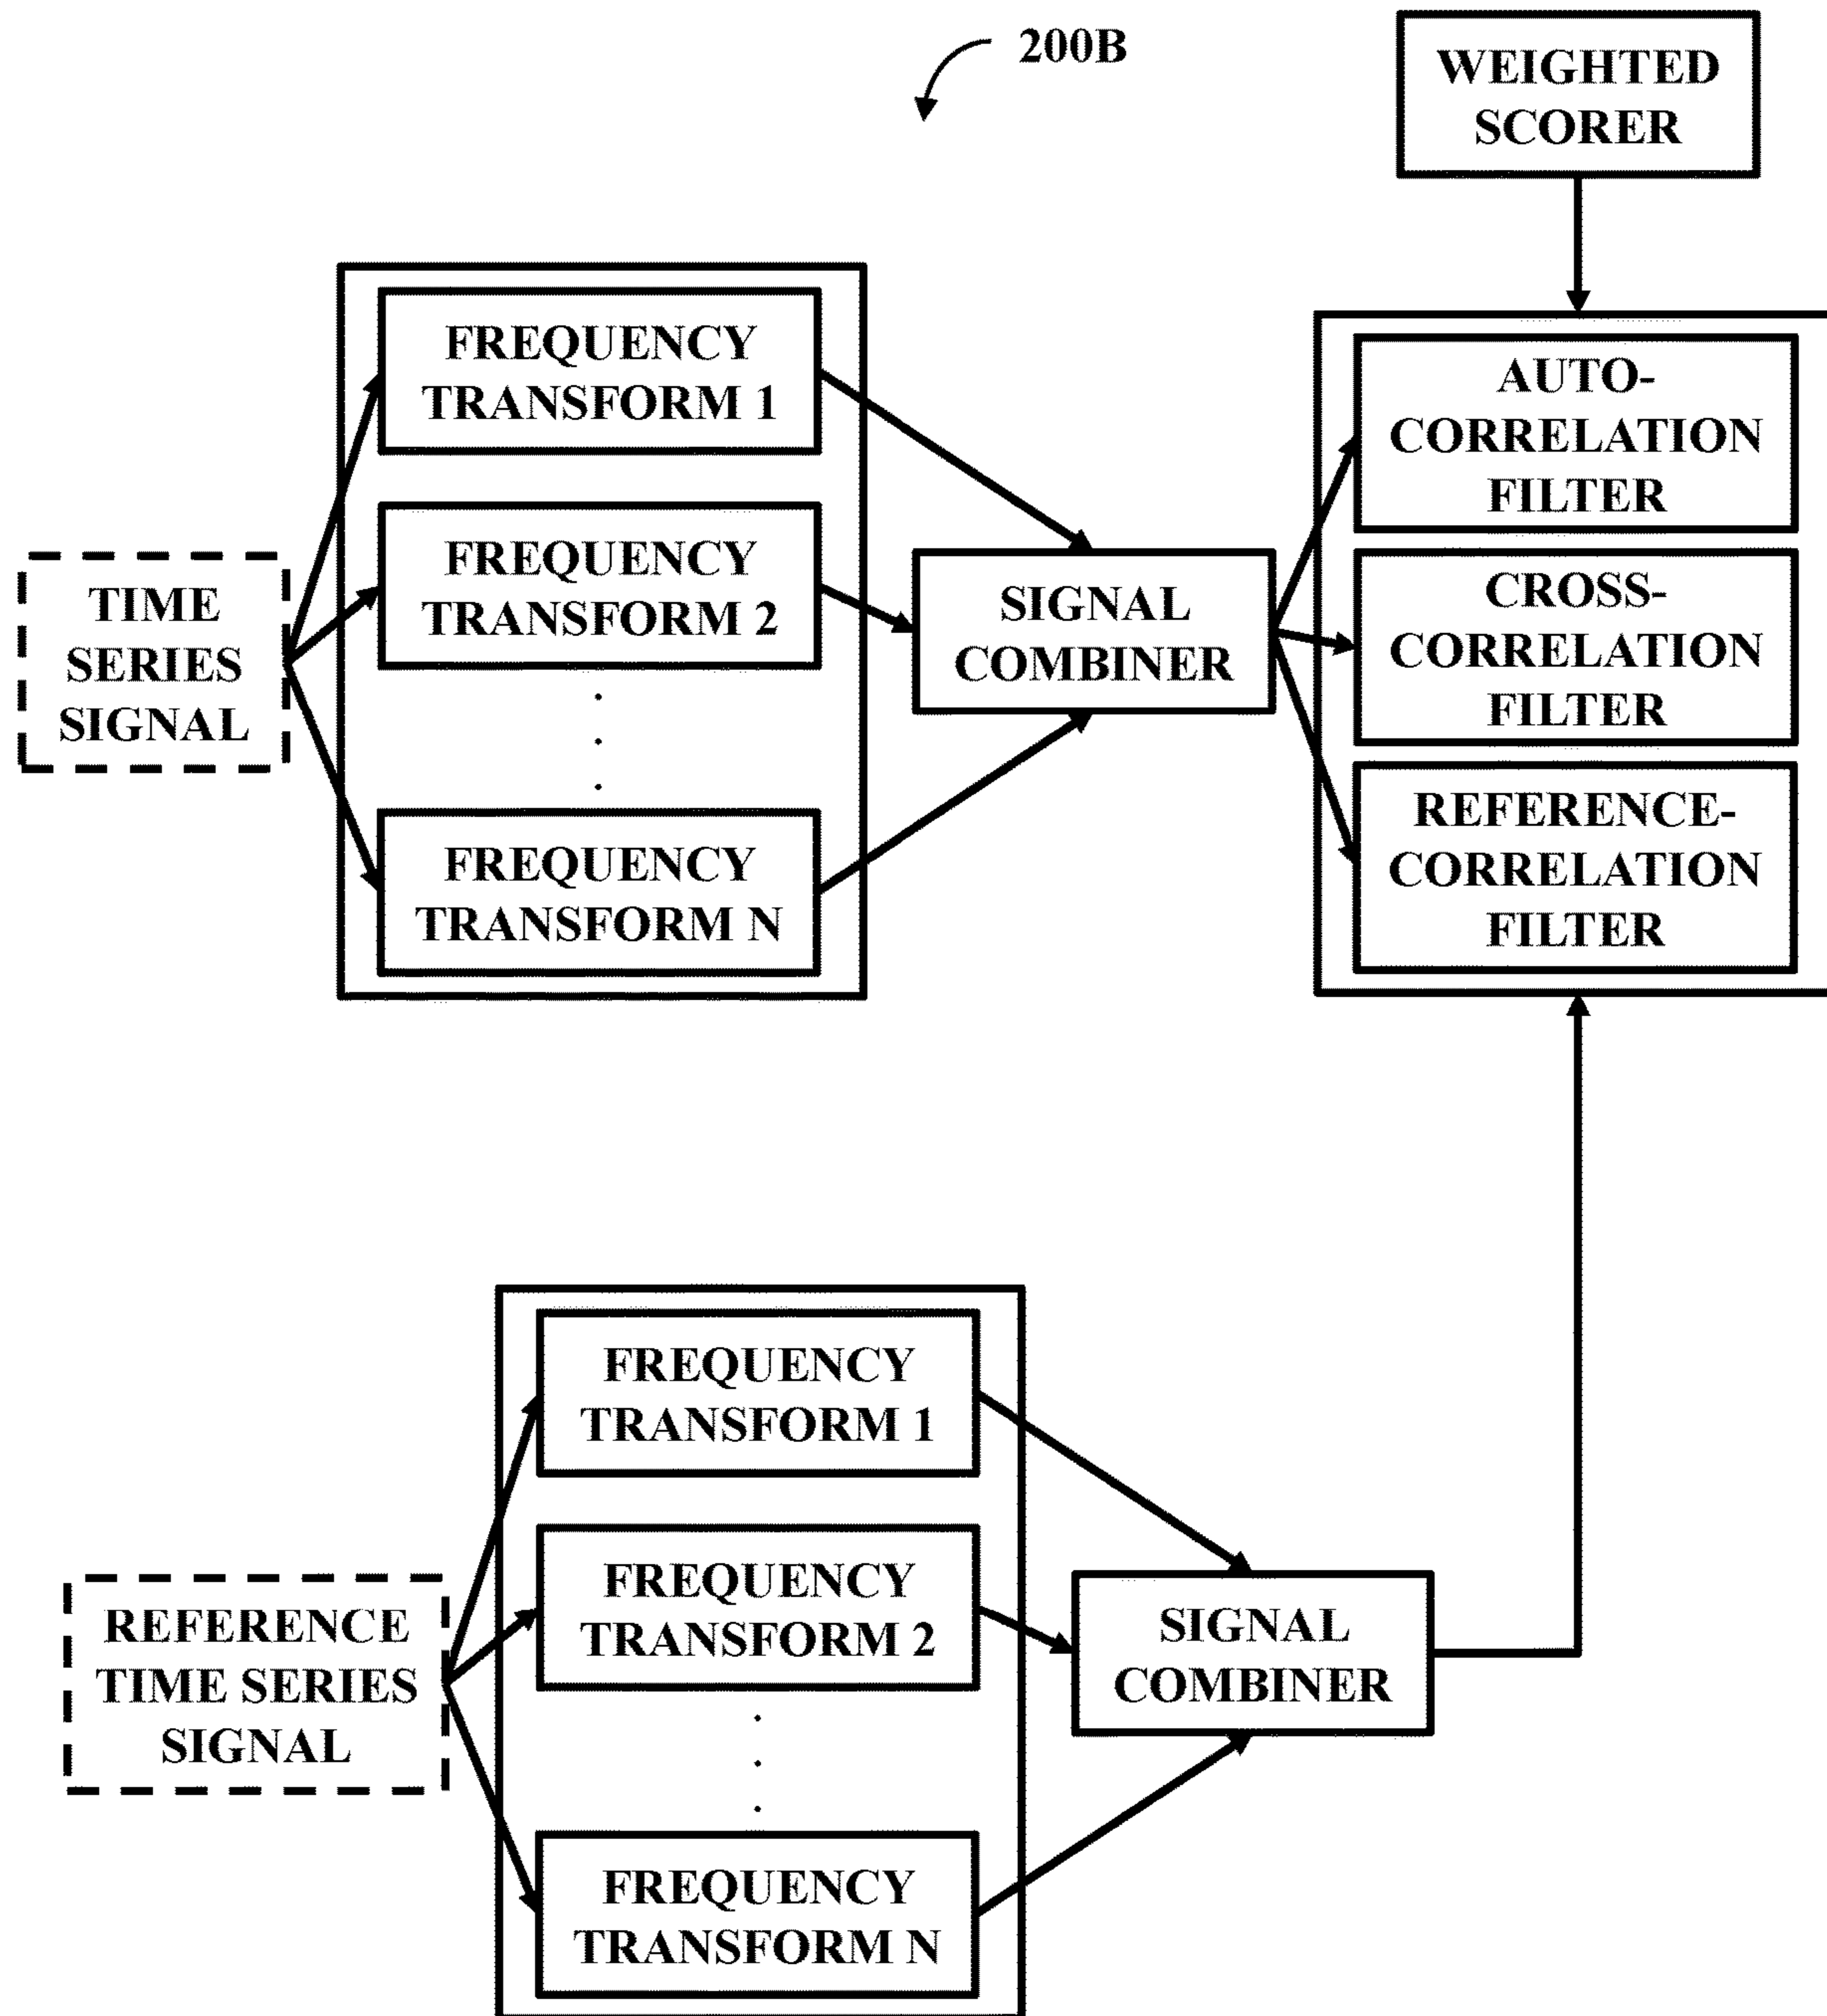 200B
WEIGHTED
SCORER
FREQUENCY
TRANSFORM 1
FREQUENCY
TRANSFORM 2
FREQUENCY
TRANSFORM N
TIME
SERIES
SIGNAL
SIGNAL
COMBINER
AUTO-
CORRELATION
FILTER
CROSS-
CORRELATION
FILTER
REFERENCE-
CORRELATION
FILTER
FREQUENCY
TRANSFORM 1
FREQUENCY
TRANSFORM 2
FREQUENCY
TRANSFORM N
REFERENCE
TIME SERIES
SIGNAL
SIGNAL
COMBINER